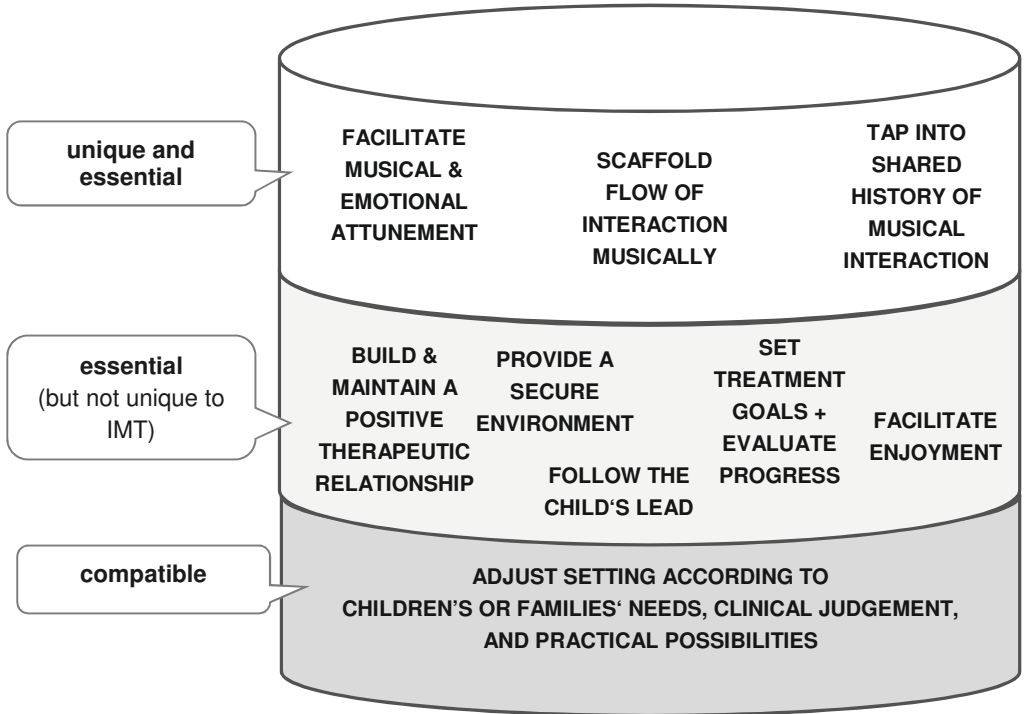 unique and
essential
FACILITATE
MUSICAL &
EMOTIONAL
ATTUNEMENT
SCAFFOLD
FLOW OF
INTERACTION
MUSICALLY
TAP INTO
SHARED
HISTORY OF
MUSICAL
INTERACTION
essential
(but not unique to
IMT)
BUILD &
MAINTAIN A
POSITIVE
THERAPEUTIC
RELATIONSHIP
PROVIDE A
SECURE
ENVIRONMENT
FOLLOW THE
CHILD‘S LEAD
SET
TREATMENT
GOALS +
EVALUATE
PROGRESS
FACILITATE
ENJOYMENT
compatible
ADJUST SETTING ACCORDING TO
CHILDREN’S OR FAMILIES‘ NEEDS, CLINICAL JUDGEMENT,
AND PRACTICAL POSSIBILITIES